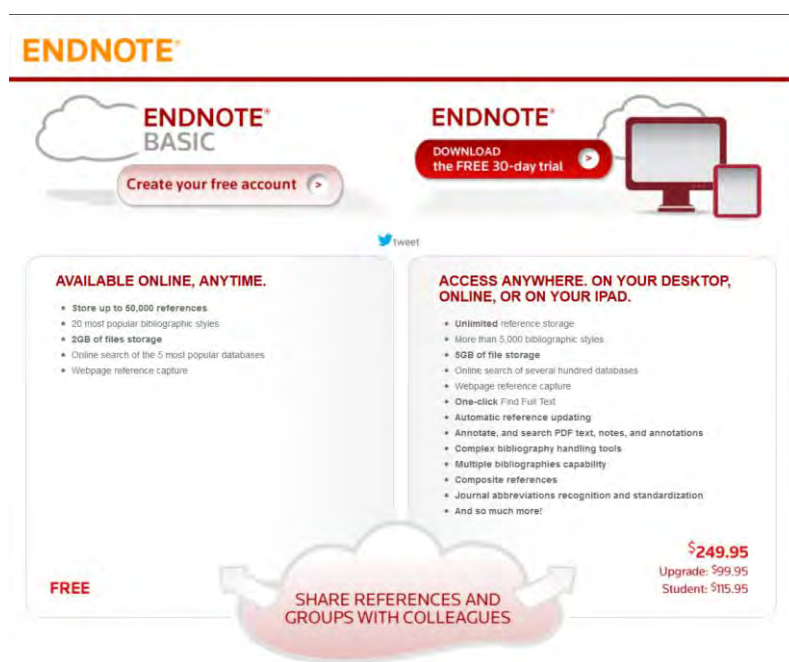 ENDNOTE®
ENDNOTE®
BASIC
Create your free account >
ENDNOTE®
DOWNLOAD
the FREE 30-day trial >
tweet
AVAILABLE ONLINE, ANYTIME.
• Store up to 50,000 references
• 20 most popular bibliographic styles
• 2GB of files storage
• Online search of the 5 most popular databases
• Webpage reference capture
FREE
ACCESS ANYWHERE. ON YOUR DESKTOP,
ONLINE, OR ON YOUR IPAD.
• Unlimited reference storage
• More than 5,000 bibliographic styles
• 5GB of file storage
• Online search of several hundred databases
• Webpage reference capture
• One-click Find Full Text
• Automatic reference updating
• Annotate, and search PDF text, notes, and annotations
• Complex bibliography handling tools
• Multiple bibliographies capability
• Composite references
• Journal abbreviations recognition and standardization
• And so much more!
$249.95
Upgrade: $99.95
Student: $115.95
SHARE REFERENCES AND
GROUPS WITH COLLEAGUES